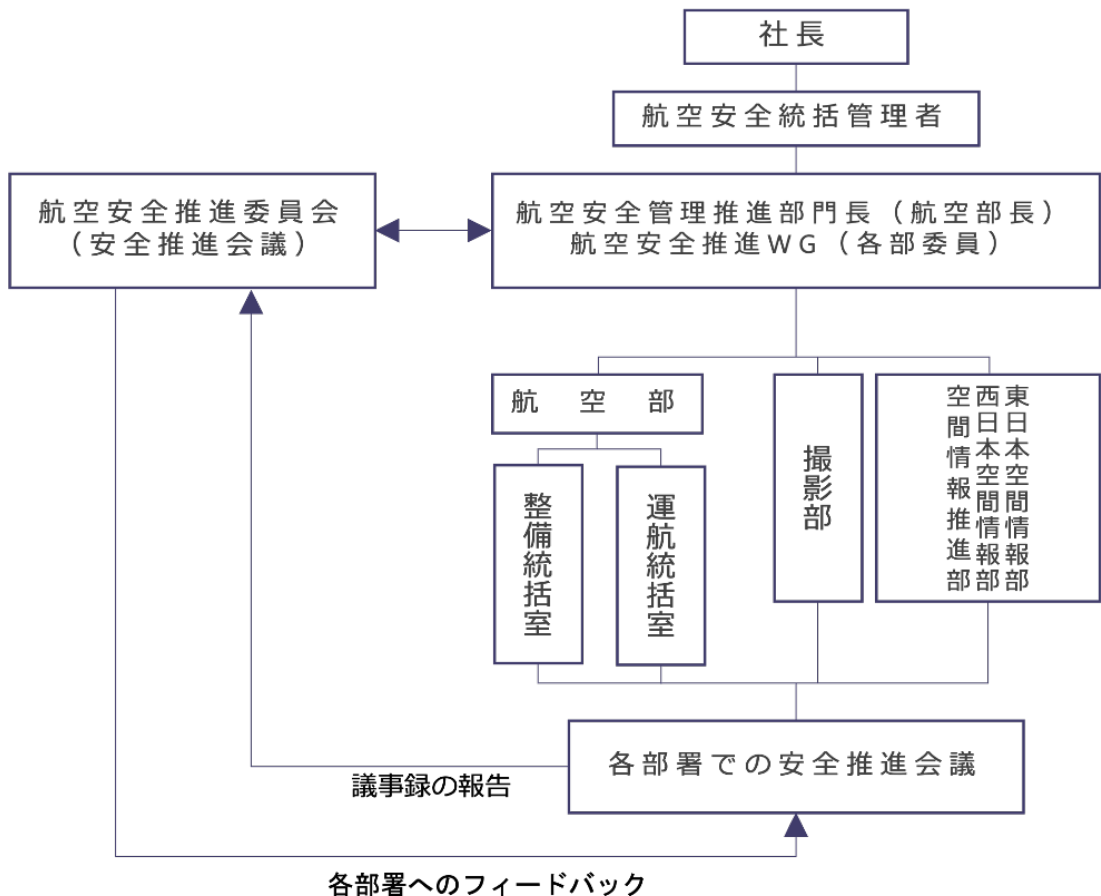 社長
航空安全統括管理者
航空安全推進委員会
(安全推進会議)
航空安全管理推進部門長(航空部長)
航空安全推進WG(各部委員)
航空部
整備統括室
運航統括室
撮影部
東日本空間情報部
西日本空間情報部
空間情報推進部
各部署での安全推進会議
議事録の報告
各部署へのフィードバック